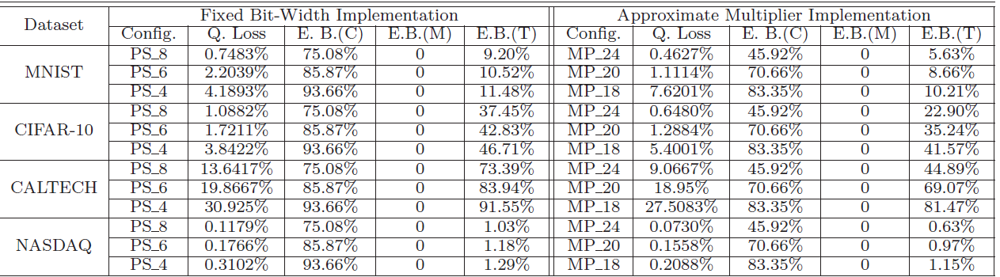 Dataset Fixed Bit-Width Implementation Approximate Multiplier Implementation
Config. Q. Loss E. B.(C) E.B.(M) E.B.(T) Config. Q. Loss E. B.(C) E.B.(M) E.B.(T)
MNIST PS_8 0.7483% 75.08% 0 9.20% MP_24 0.4627% 45.92% 0 5.63%
PS_6 2.2039% 85.87% 0 10.52% MP_20 1.1114% 70.66% 0 8.66%
PS_4 4.1893% 93.66% 0 11.48% MP_18 7.6201% 83.35% 0 10.21%
CIFAR-10 PS_8 1.0882% 75.08% 0 37.45% MP_24 0.6480% 45.92% 0 22.90%
PS_6 1.7211% 85.87% 0 42.83% MP_20 1.2884% 70.66% 0 35.24%
PS_4 3.8422% 93.66% 0 46.71% MP_18 5.4001% 83.35% 0 41.57%
CALTECH PS_8 13.6417% 75.08% 0 73.39% MP_24 9.0667% 45.92% 0 44.89%
PS_6 19.8667% 85.87% 0 83.94% MP_20 18.95% 70.66% 0 69.07%
PS_4 30.925% 93.66% 0 91.55% MP_18 27.5083% 83.35% 0 81.47%
NASDAQ PS_8 0.1179% 75.08% 0 1.03% MP_24 0.0730% 45.92% 0 0.63%
PS_6 0.1766% 85.87% 0 1.18% MP_20 0.1558% 70.66% 0 0.97%
PS_4 0.3102% 93.66% 0 1.29% MP_18 0.2088% 83.35% 0 1.15%